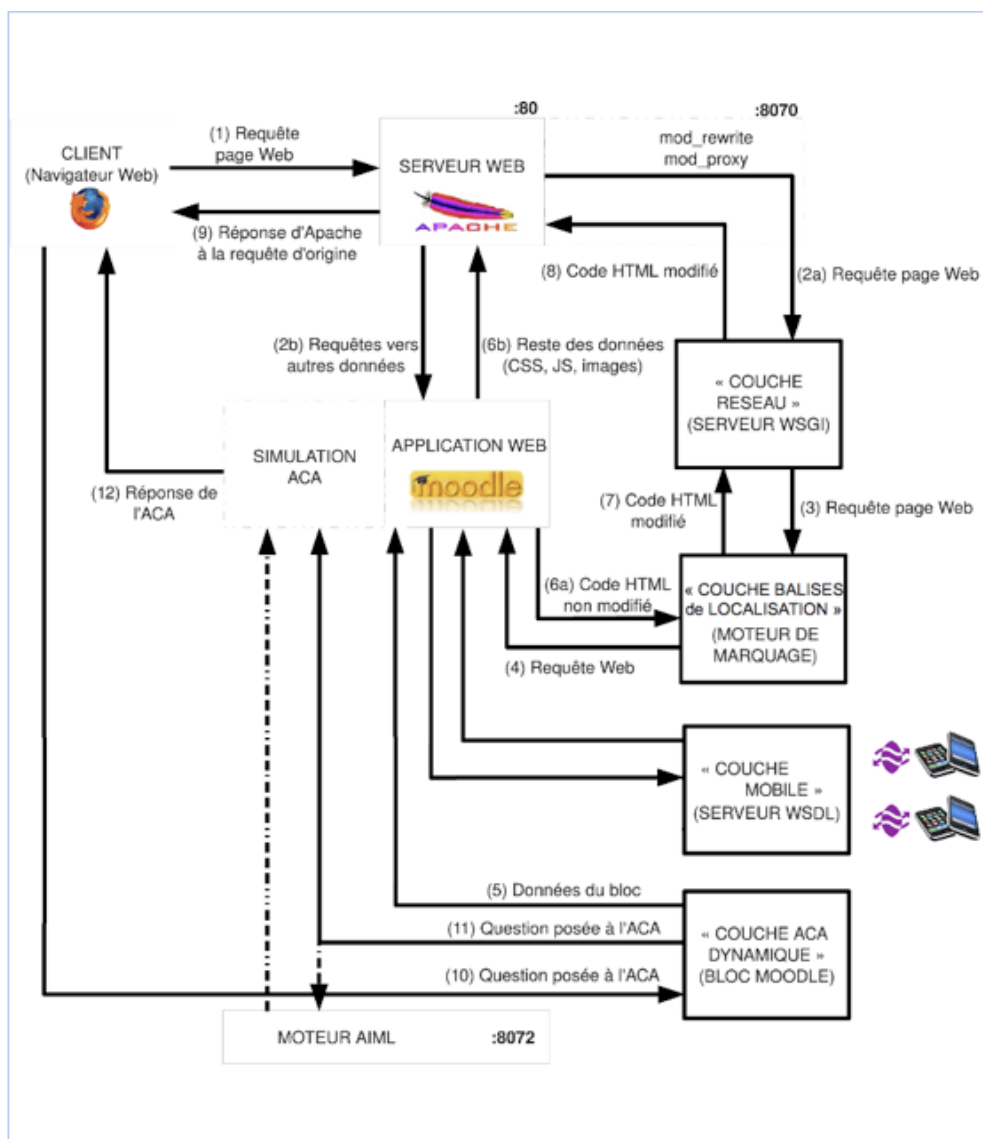 :80
:8070
CLIENT
(Navigateur Web)
(1) Requête
page Web
SERVEUR WEB
APACHE
mod_rewrite
mod_proxy
(9) Réponse d'Apache
à la requête d'origine
(8) Code HTML modifié
(2a) Requête page Web
(2b) Requêtes vers
autres données
(6b) Reste des données
(CSS, JS, images)
« COUCHE
RESEAU »
(SERVEUR WSGI)
SIMULATION
ACA
APPLICATION WEB
moodle
(12) Réponse de
l'ACA
(7) Code HTML
modifié
(3) Requête page Web
(6a) Code HTML
non modifié
« COUCHE BALISES
de LOCALISATION »
(MOTEUR DE
MARQUAGE)
(4) Requête Web
« COUCHE
MOBILE »
(SERVEUR WSDL)
(5) Données du bloc
(11) Question posée à l'ACA
(10) Question posée à l'ACA
« COUCHE ACA
DYNAMIQUE »
(BLOC MOODLE)
MOTEUR AIML
:8072